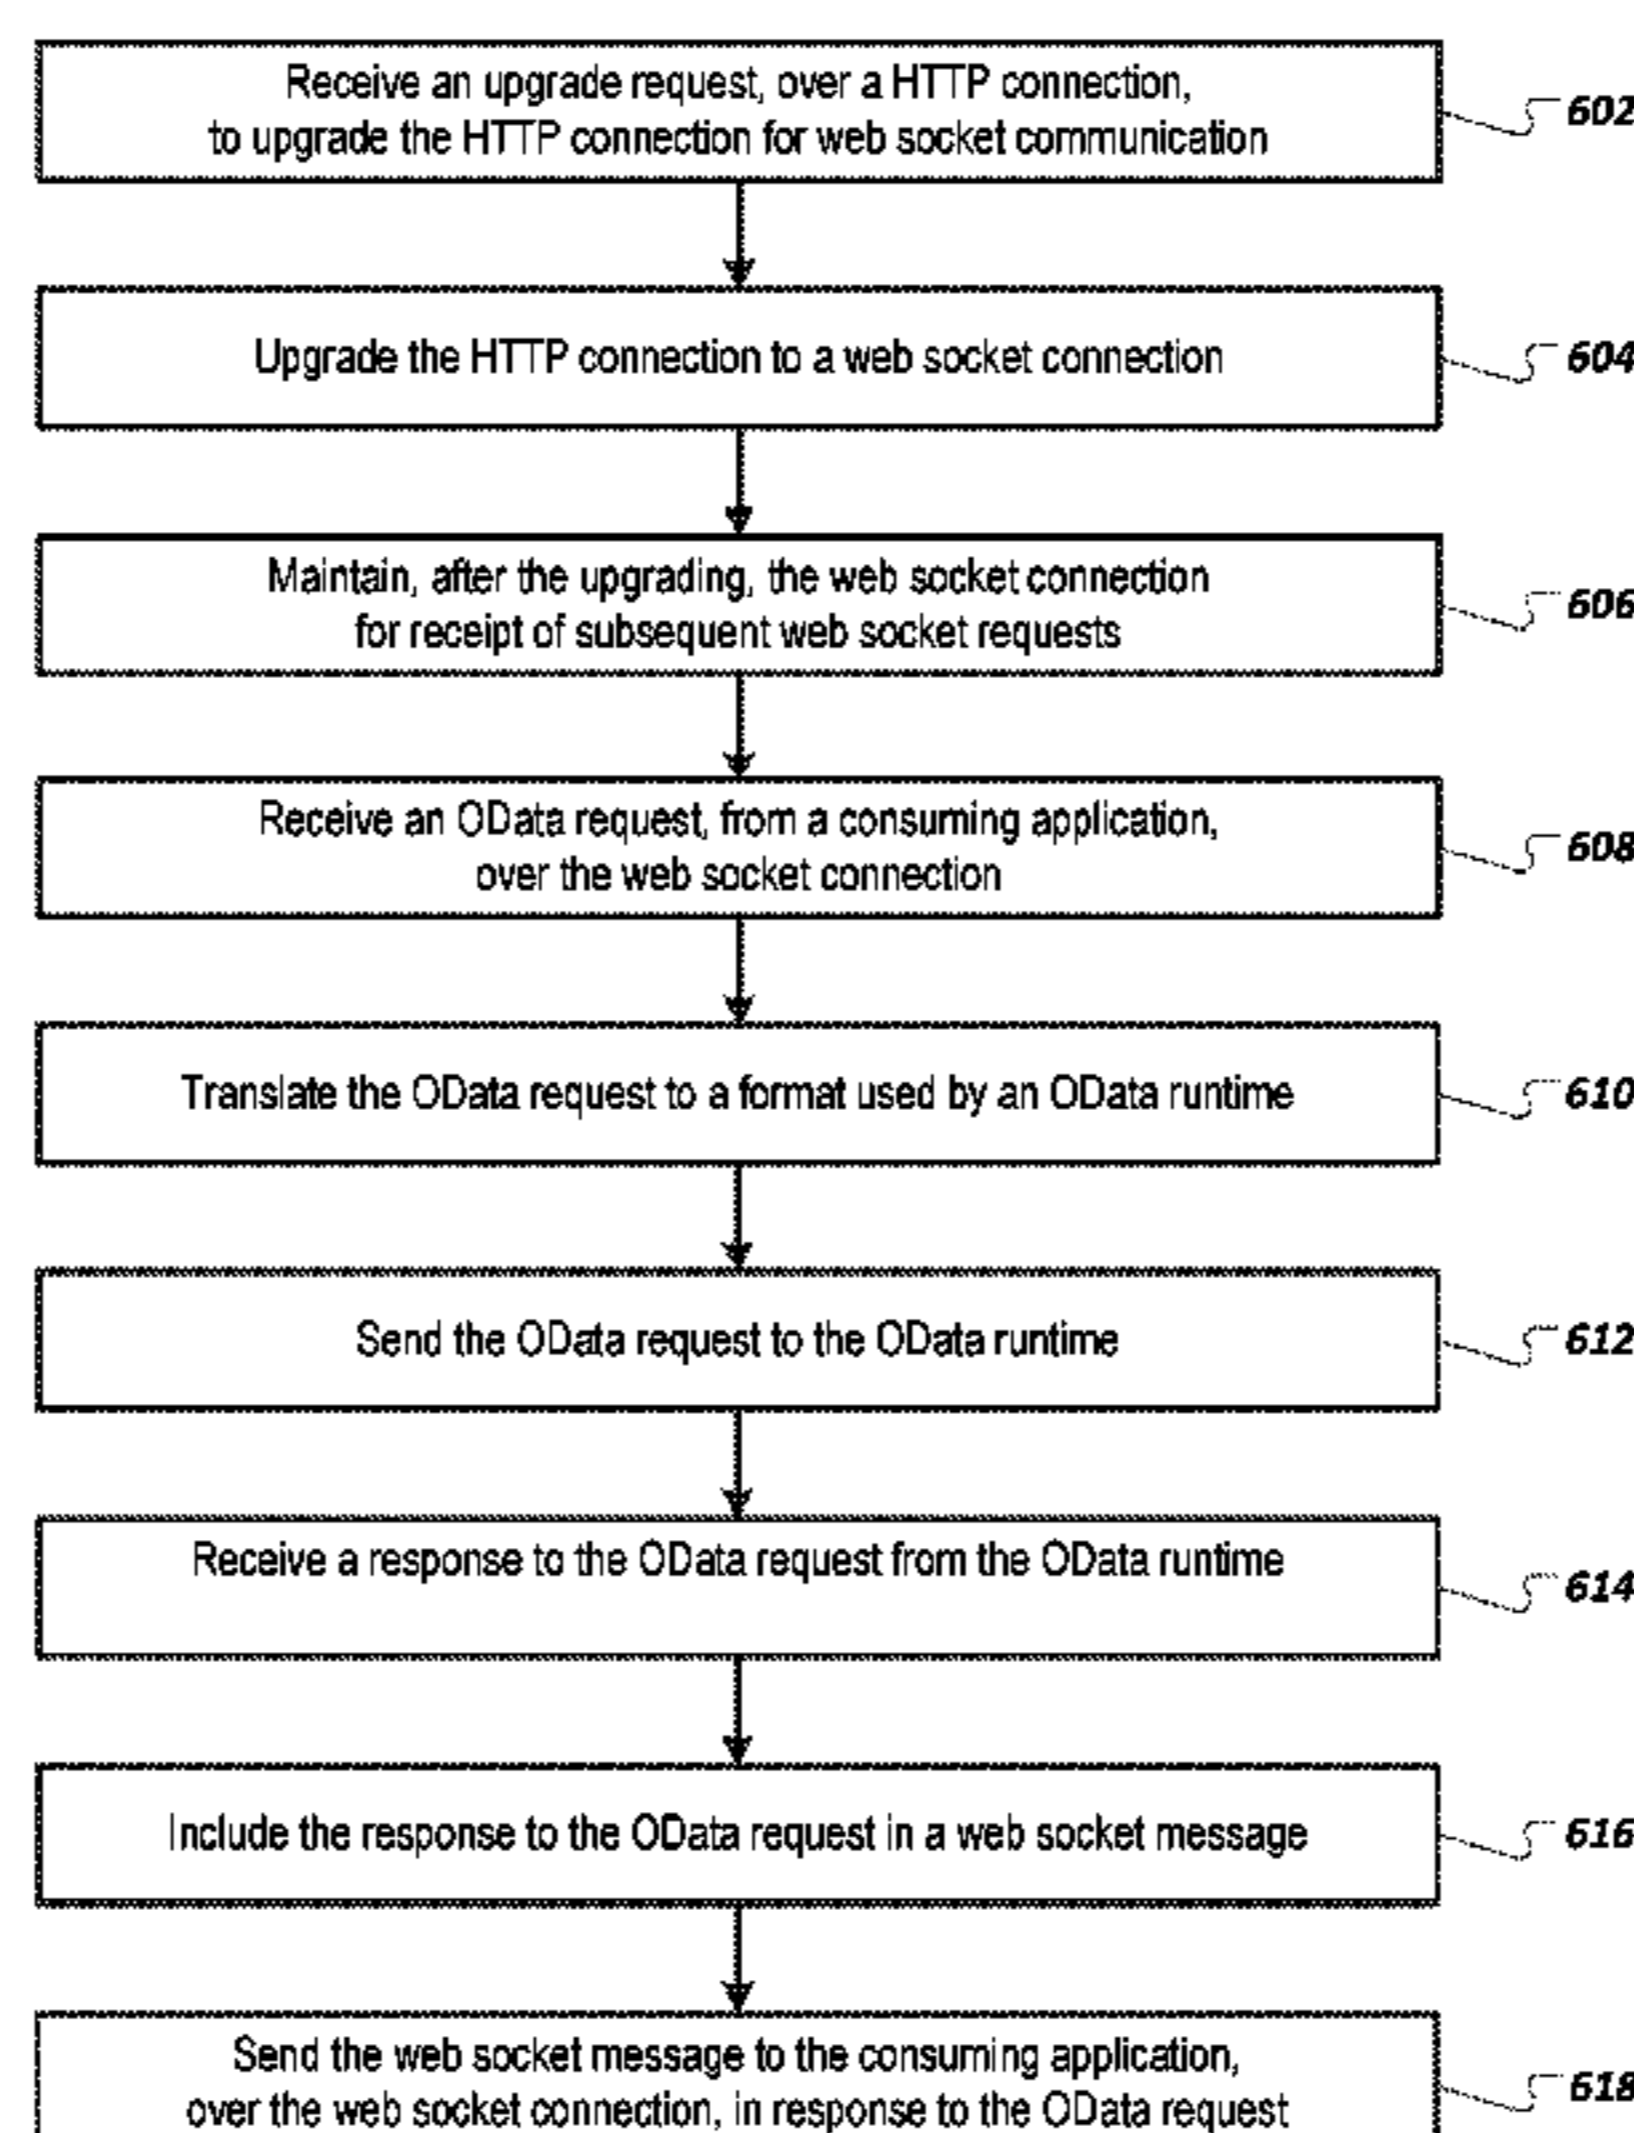 Receive an upgrade request, over a HTTP connection,
to upgrade the HTTP connection for web socket communication
602
Upgrade the HTTP connection to a web socket connection
604
Maintain, after the upgrading, the web socket connection
for receipt of subsequent web socket requests
606
Receive an OData request, from a consuming application,
over the web socket connection
608
Translate the OData request to a format used by an OData runtime
610
Send the OData request to the OData runtime
612
Receive a response to the OData request from the OData runtime
614
Include the response to the OData request in a web socket message
616
Send the web socket message to the consuming application,
over the web socket connection, in response to the OData request
618